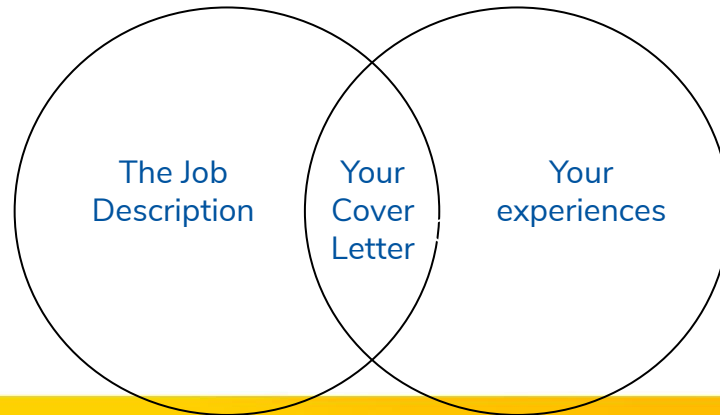 The Job
Description
Your
Cover
Letter
Your
experiences